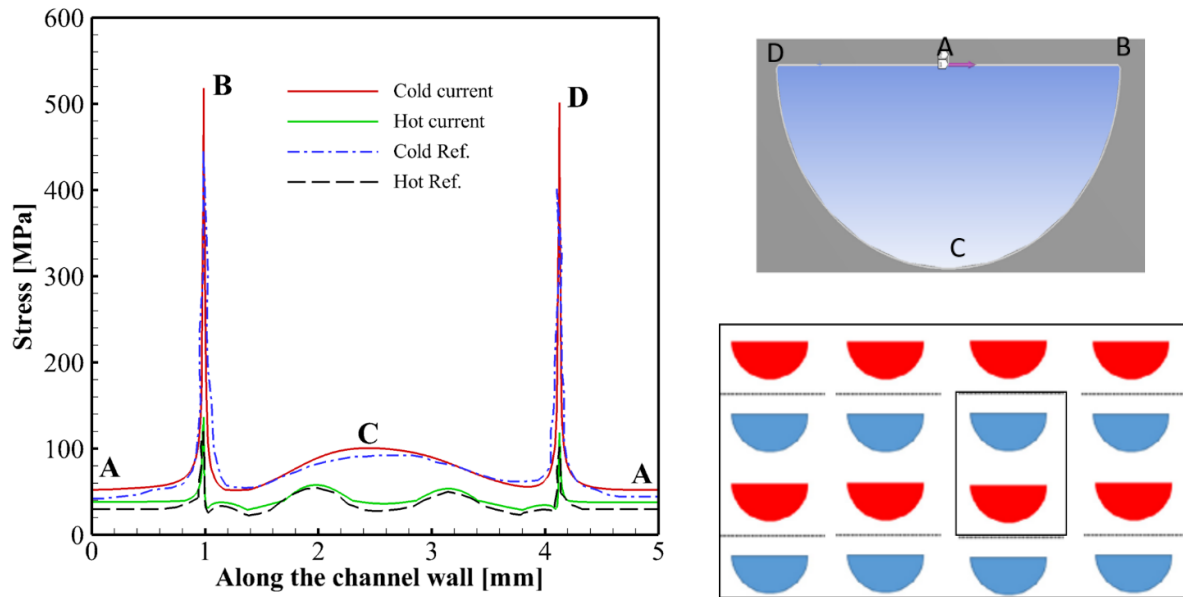 600
500
400
300
200
100
0
Stress [MPa]
B
D
Cold current
Hot current
Cold Ref.
Hot Ref.
A
C
A
0 1 2 3 4 5
Along the channel wall [mm]
D A B
C